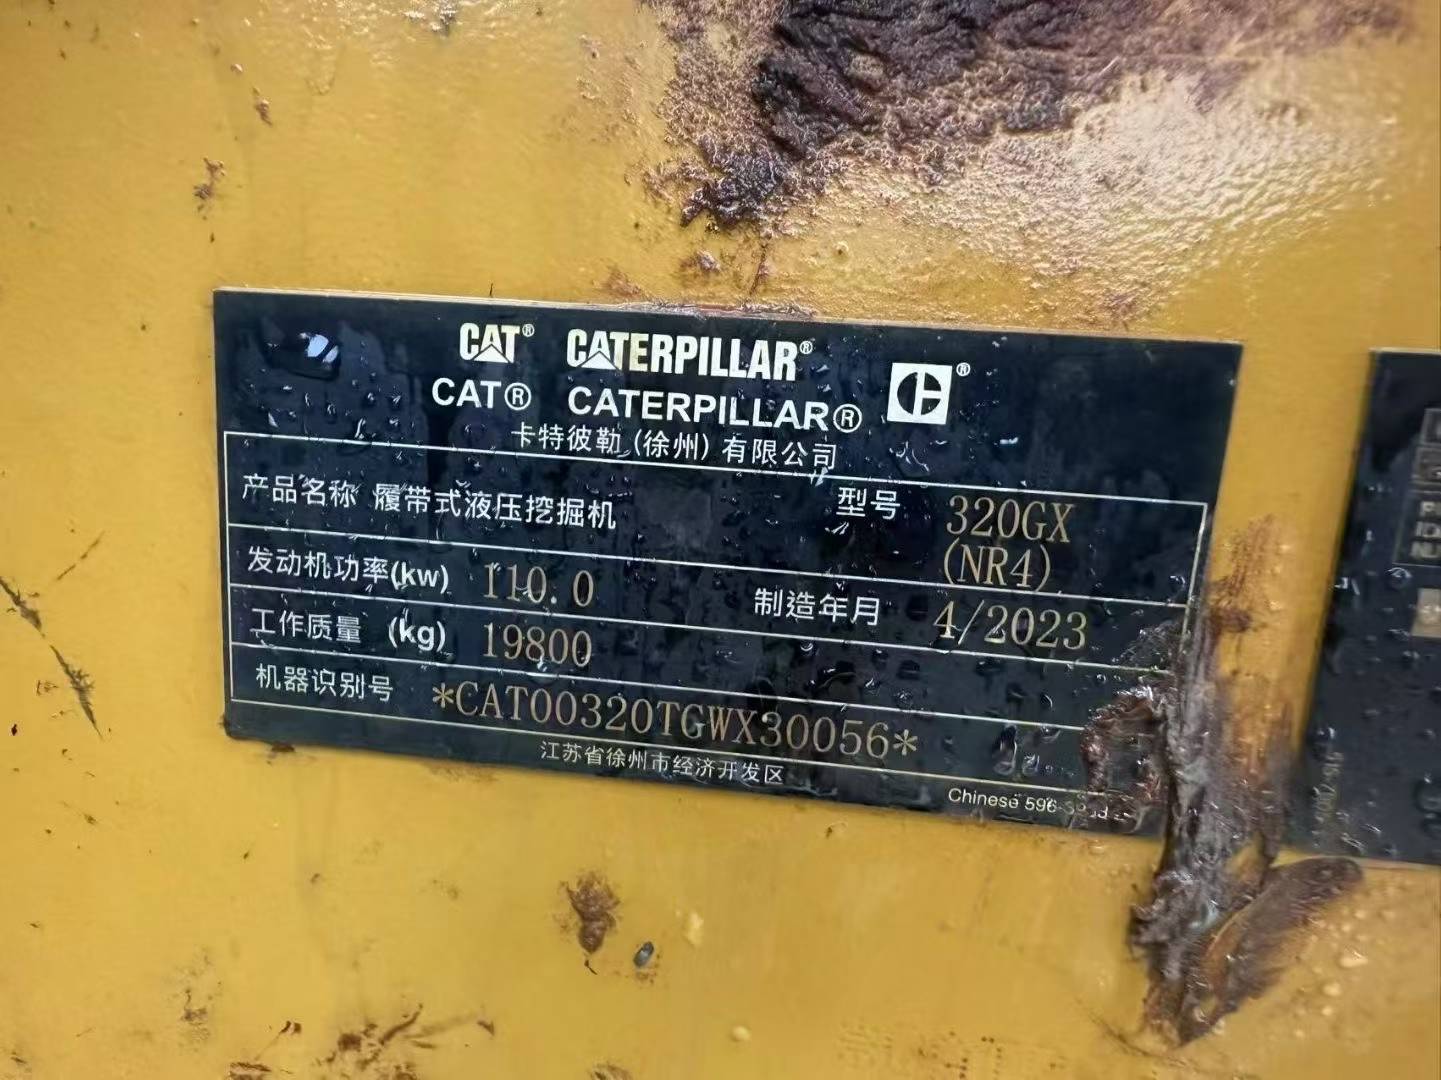 CAT® CATERPILLAR®
CAT® CATERPILLAR®
卡特彼勒 (徐州) 有限公司
产品名称 履带式液压挖掘机 型号 320GX
(NR4)
发动机功率(kw) 110.0 制造年月 4/2023
工作质量 (kg) 19800
机器识别号 *CAT00320TGWX30056*
江苏省徐州市经济开发区
Chinese